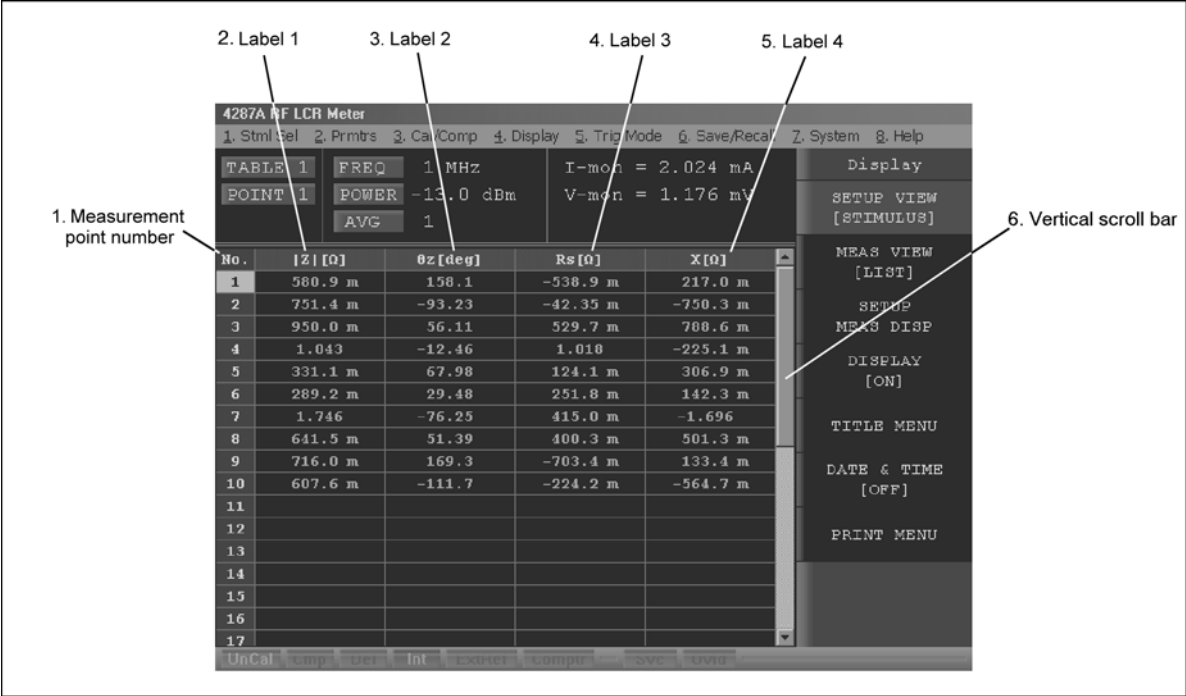 2. Label 1
3. Label 2
4. Label 3
5. Label 4
1. Measurement
point number
6. Vertical scroll bar
4287A RF LCR Meter
1. Stml Sel 2. Prmtrs 3. Cal/Comp 4. Display 5. Trig Mode 6. Save/Recall 7. System 8. Help
TABLE 1 FREQ 1 MHz I-mon = 2.024 mA
POINT 1 POWER -13.0 dBm V-mon = 1.176 mV
AVG 1
No. |Z|[Ω] θz[deg] Rs[Ω] X[Ω]
1 580.9 m 158.1 -538.9 m 217.0 m
2 751.4 m -93.23 -42.35 m -750.3 m
3 950.0 m 56.11 529.7 m 788.6 m
4 1.043 -12.46 1.018 -225.1 m
5 331.1 m 67.98 124.1 m 306.9 m
6 289.2 m 29.48 251.8 m 142.3 m
7 1.746 -76.25 415.0 m -1.696
8 641.5 m 51.39 400.3 m 501.3 m
9 716.0 m 169.3 -703.4 m 133.4 m
10 607.6 m -111.7 -224.2 m -564.7 m
11
12
13
14
15
16
17
Display
SETUP VIEW
[STIMULUS]
MEAS VIEW
[LIST]
SETUP
MEAS DISP
DISPLAY
[ON]
TITLE MENU
DATE & TIME
[OFF]
PRINT MENU
UnCal Cmp Del Int ExtRef Comptr Svc Ovld